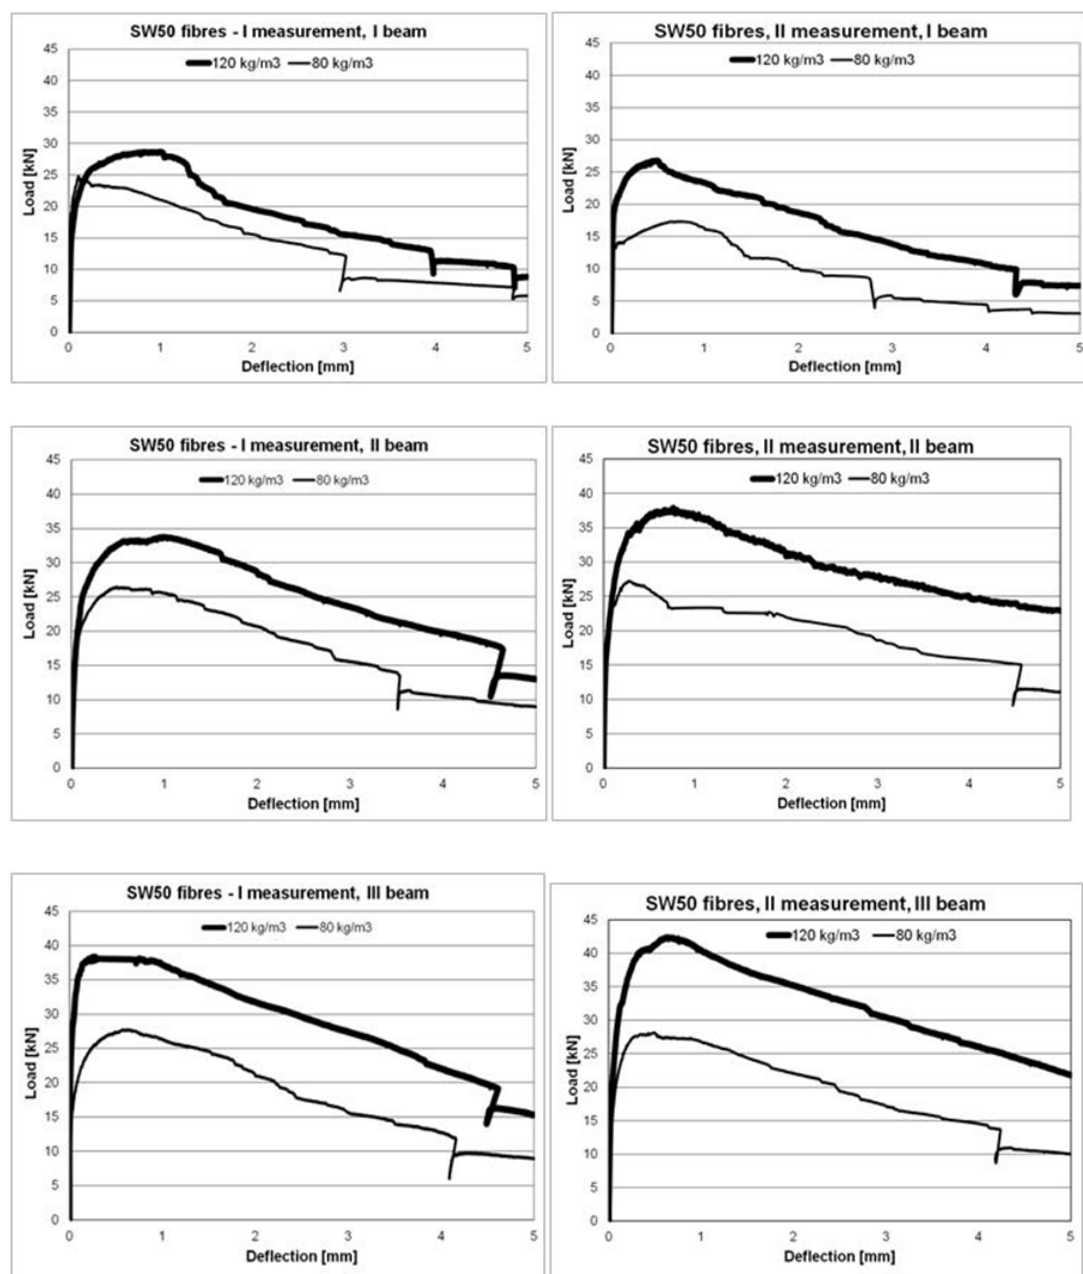 SW50 fibres - I measurement, I beam
120 kg/m3 80 kg/m3
Load [kN]
45
40
35
30
25
20
15
10
5
0
0 1 2 3 4 5
Deflection [mm]
SW50 fibres, II measurement, I beam
120 kg/m3 80 kg/m3
Load [kN]
45
40
35
30
25
20
15
10
5
0
0 1 2 3 4 5
Deflection [mm]
SW50 fibres - I measurement, II beam
120 kg/m3 80 kg/m3
Load [kN]
45
40
35
30
25
20
15
10
5
0
0 1 2 3 4 5
Deflection [mm]
SW50 fibres, II measurement, II beam
120 kg/m3 80 kg/m3
Load [kN]
45
40
35
30
25
20
15
10
5
0
0 1 2 3 4 5
Deflection [mm]
SW50 fibres - I measurement, III beam
120 kg/m3 80 kg/m3
Load [kN]
45
40
35
30
25
20
15
10
5
0
0 1 2 3 4 5
Deflection [mm]
SW50 fibres, II measurement, III beam
120 kg/m3 80 kg/m3
Load [kN]
45
40
35
30
25
20
15
10
5
0
0 1 2 3 4 5
Deflection [mm]